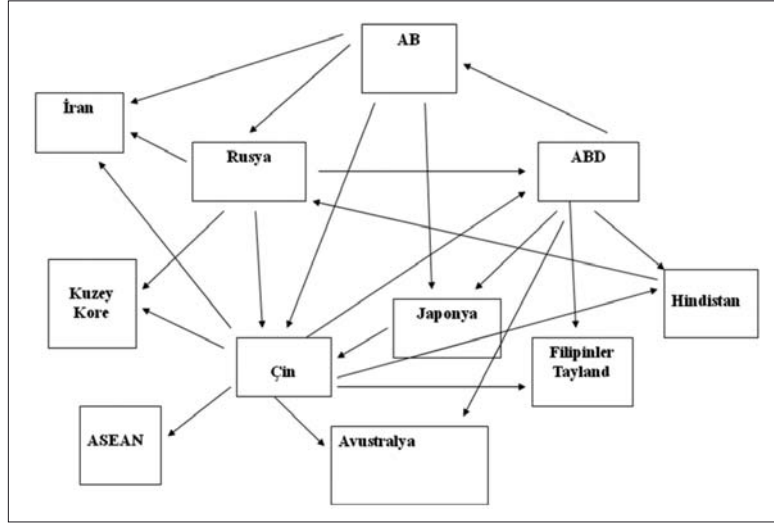 AB
İran
Rusya
ABD
Kuzey
Kore
Japonya
Hindistan
Çin
Filipinler
Tayland
ASEAN
Avustralya